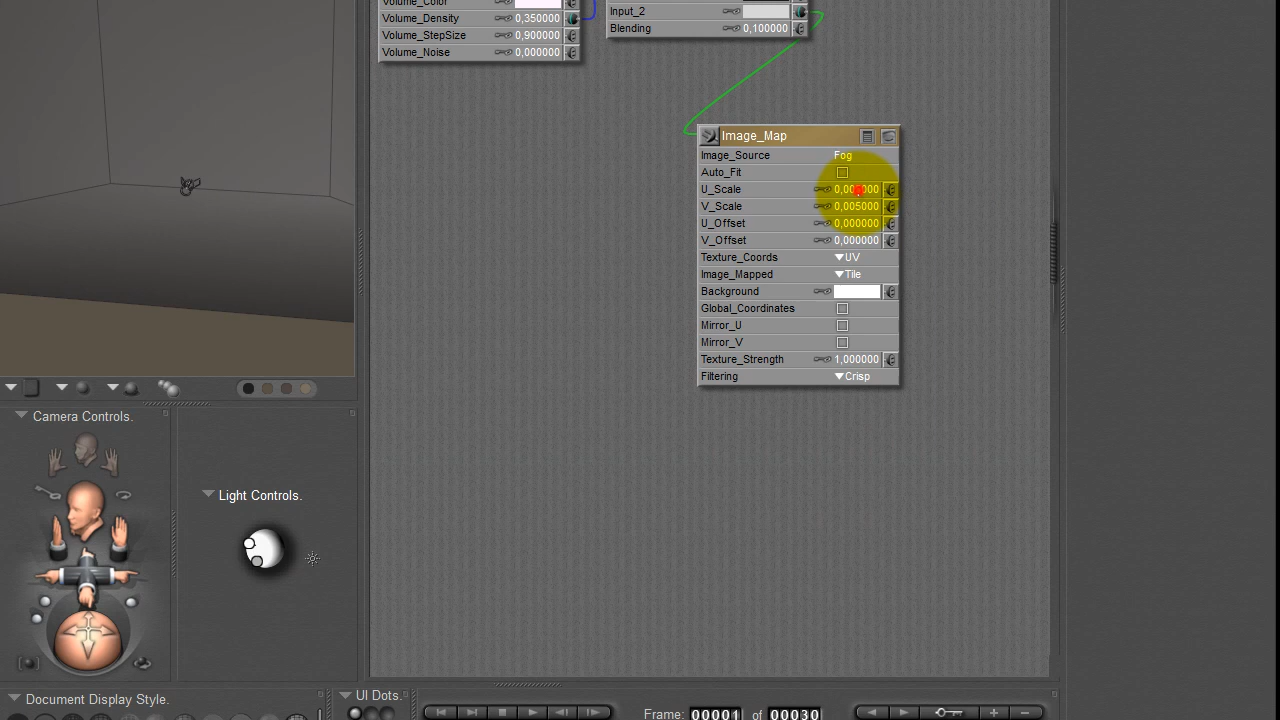 Volume_Color
Volume_Density 0,350000
Volume_StepSize 0,900000
Volume_Noise 0,000000
Input_2
Blending 0,100000
Image_Map
Image_Source Fog
Auto_Fit
U_Scale
V_Scale 0,005000
U_Offset 0,000000
V_Offset 0,000000
Texture_Coords UV
Image_Mapped Tile
Background
Global_Coordinates
Mirror_U
Mirror_V
Texture_Strength 1,000000
Filtering Crisp
Camera Controls.
Light Controls.
Document Display Style.
UI Dots.
Frame: 00001 of 00030